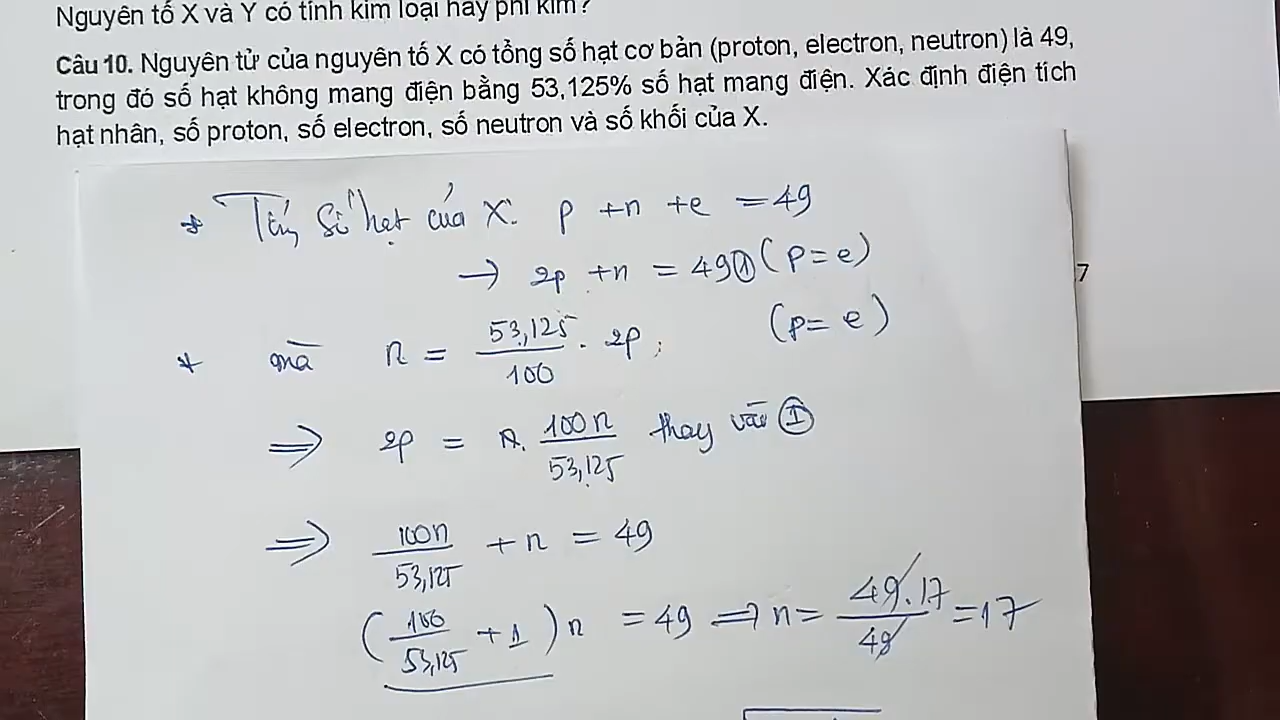 Nguyên tố X và Y có tính kim loại hay phi kim?
Câu 10. Nguyên tử của nguyên tố X có tổng số hạt cơ bản (proton, electron, neutron) là 49,
trong đó số hạt không mang điện bằng 53,125% số hạt mang điện. Xác định điện tích
hạt nhân, số proton, số electron, số neutron và số khối của X.
* Tổng số hạt của X: p + n + e = 49
→ 2p + n = 49 ① (p = e)
7
* mà n = 53,125/100 . 2p; (p = e)
⇒ 2p = 100n/53,125 thay vào Ⓘ
⇒ 100n/53,125 + n = 49
(100/53,125 + 1) n = 49 ⇒ n = 49.17/49 = 17